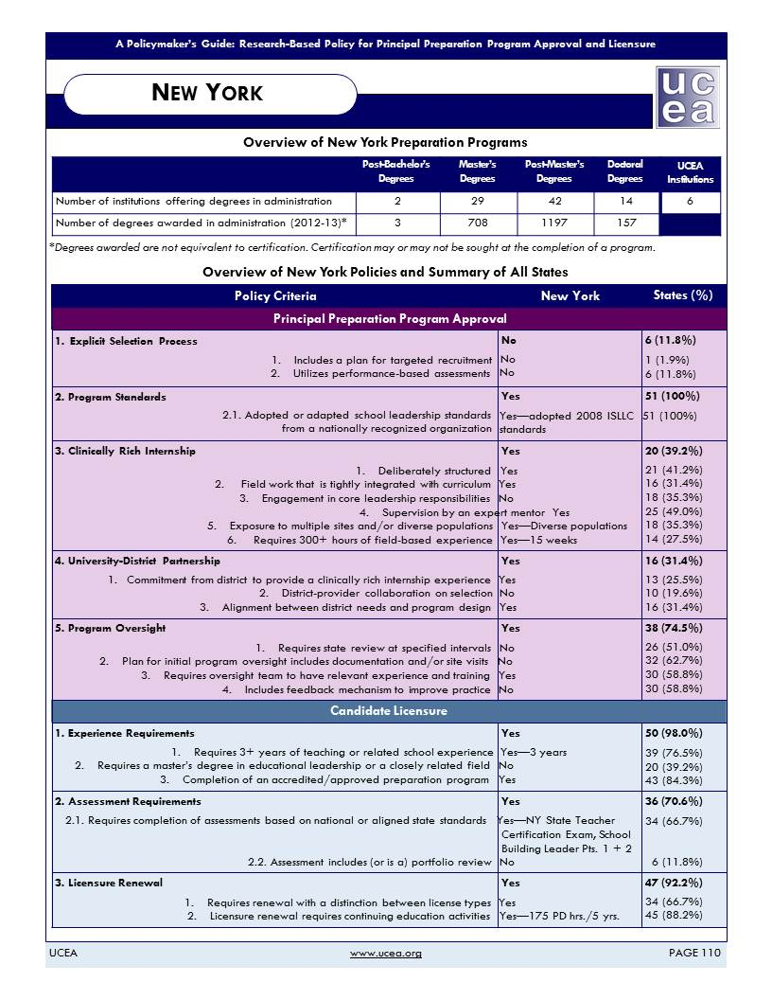 A Policymaker's Guide: Research-Based Policy for Principal Preparation Program Approval and Licensure
NEW YORK
uc
ea
Overview of New York Preparation Programs
Post-Bachelor's Degrees Master's Degrees Post-Master's Degrees Doctoral Degrees UCEA Institutions
Number of institutions offering degrees in administration 2 29 42 14 6
Number of degrees awarded in administration (2012-13)* 3 708 1197 157
*Degrees awarded are not equivalent to certification. Certification may or may not be sought at the completion of a program.
Overview of New York Policies and Summary of All States
Policy Criteria New York States (%)
Principal Preparation Program Approval
1. Explicit Selection Process No 6 (11.8%)
1. Includes a plan for targeted recruitment No 1 (1.9%)
2. Utilizes performance-based assessments No 6 (11.8%)
2. Program Standards Yes 51 (100%)
2.1. Adopted or adapted school leadership standards Yes—adopted 2008 ISLLC 51 (100%)
from a nationally recognized organization standards
3. Clinically Rich Internship Yes 20 (39.2%)
1. Deliberately structured Yes 21 (41.2%)
2. Field work that is tightly integrated with curriculum Yes 16 (31.4%)
3. Engagement in core leadership responsibilities No 18 (35.3%)
4. Supervision by an expert mentor Yes 25 (49.0%)
5. Exposure to multiple sites and/or diverse populations Yes—Diverse populations 18 (35.3%)
6. Requires 300+ hours of field-based experience Yes—15 weeks 14 (27.5%)
4. University-District Partnership Yes 16 (31.4%)
1. Commitment from district to provide a clinically rich internship experience Yes 13 (25.5%)
2. District-provider collaboration on selection No 10 (19.6%)
3. Alignment between district needs and program design Yes 16 (31.4%)
5. Program Oversight Yes 38 (74.5%)
1. Requires state review at specified intervals No 26 (51.0%)
2. Plan for initial program oversight includes documentation and/or site visits No 32 (62.7%)
3. Requires oversight team to have relevant experience and training Yes 30 (58.8%)
4. Includes feedback mechanism to improve practice No 30 (58.8%)
Candidate Licensure
1. Experience Requirements Yes 50 (98.0%)
1. Requires 3+ years of teaching or related school experience Yes—3 years 39 (76.5%)
2. Requires a master's degree in educational leadership or a closely related field No 20 (39.2%)
3. Completion of an accredited/approved preparation program Yes 43 (84.3%)
2. Assessment Requirements Yes 36 (70.6%)
2.1. Requires completion of assessments based on national or aligned state standards Yes—NY State Teacher 34 (66.7%)
Certification Exam, School
Building Leader Pts. 1 + 2
2.2. Assessment includes (or is a) portfolio review No 6 (11.8%)
3. Licensure Renewal Yes 47 (92.2%)
1. Requires renewal with a distinction between license types Yes 34 (66.7%)
2. Licensure renewal requires continuing education activities Yes—175 PD hrs./5 yrs. 45 (88.2%)
UCEA www.ucea.org PAGE 110